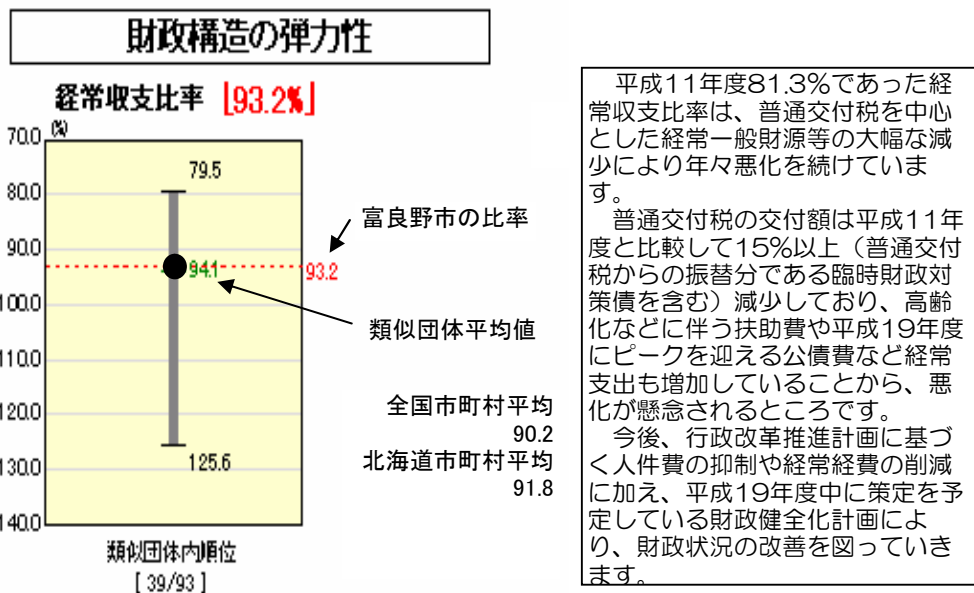 財政構造の弾力性
経常収支比率 [93.2%]
(%)
70.0
80.0
90.0
100.0
110.0
120.0
130.0
140.0
79.5
94.1
93.2
125.6
富良野市の比率
類似団体平均値
全国市町村平均
90.2
北海道市町村平均
91.8
類似団体内順位
[ 39/93 ]
平成11年度81.3%であった経
常収支比率は、普通交付税を中心
とした経常一般財源等の大幅な減
少により年々悪化を続けていま
す。
普通交付税の交付額は平成11年
度と比較して15%以上（普通交付
税からの振替分である臨時財政対
策債を含む）減少しており、高齢
化などに伴う扶助費や平成19年度
にピークを迎える公債費など経常
支出も増加していることから、悪
化が懸念されるところです。
今後、行政改革推進計画に基づ
く人件費の抑制や経常経費の削減
に加え、平成19年度中に策定を予
定している財政健全化計画によ
り、財政状況の改善を図っていき
ます。